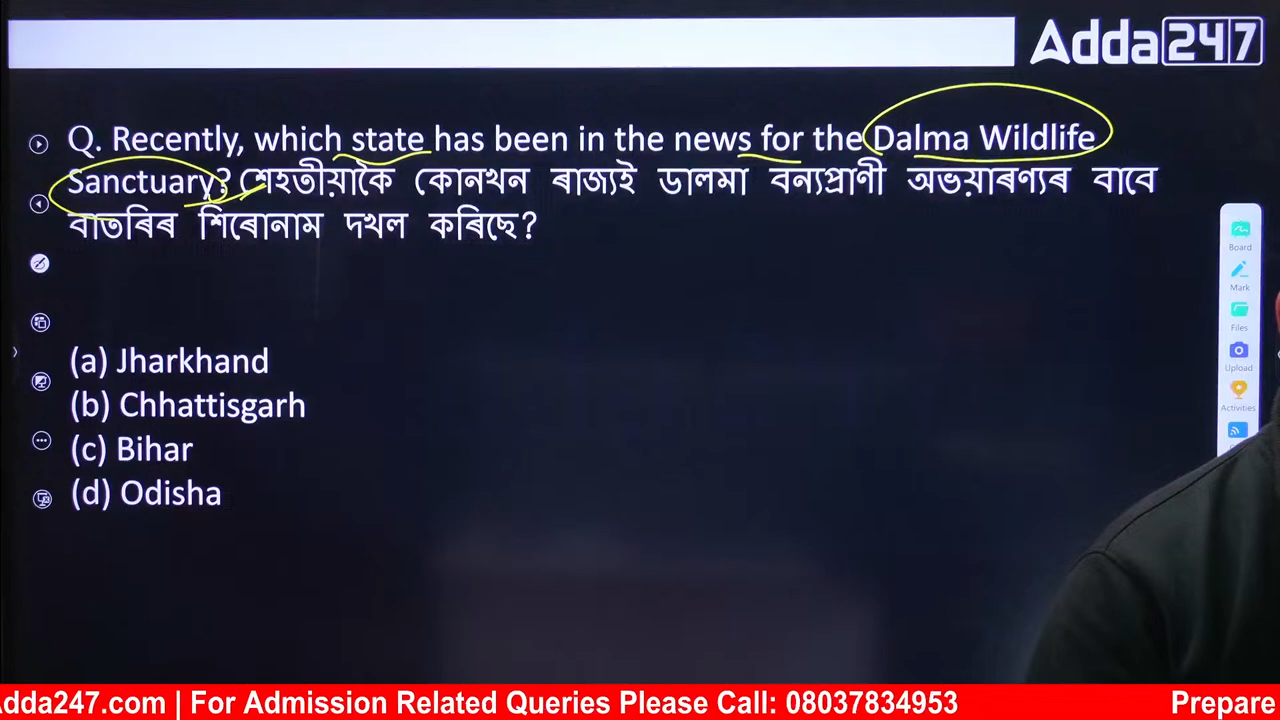 Adda247
Q. Recently, which state has been in the news for the Dalma Wildlife
Sanctuary? শেহতীয়াকৈ কোনখন ৰাজ্যই ডালমা বন্যপ্ৰাণী অভয়াৰণ্যৰ বাবে
বাতৰিৰ শিৰোনাম দখল কৰিছে?
(a) Jharkhand
(b) Chhattisgarh
(c) Bihar
(d) Odisha
Board
Mark
Files
Upload
Activities
Adda247.com | For Admission Related Queries Please Call: 08037834953 Prepare